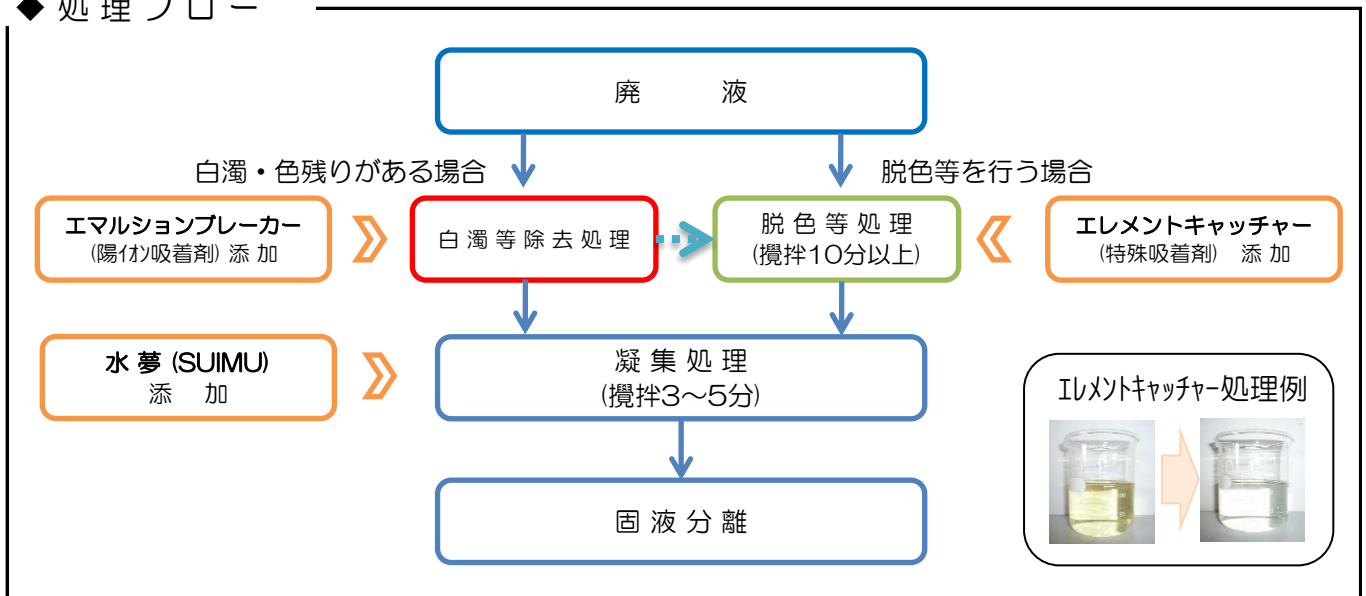 ◆ 処理フロー
廃 液
白濁・色残りがある場合
脱色等を行う場合
エマルションブレーカー
(陽ｲｵﾝ吸着剤) 添 加
白濁等除去処理
脱色等処理
(攪拌10分以上)
エレメントキャッチャー
(特殊吸着剤) 添 加
水 夢 (SUIMU)
添 加
凝集処理
(攪拌3～5分)
ｴﾚﾒﾝﾄｷｬｯﾁｬｰ処理例
固液分離